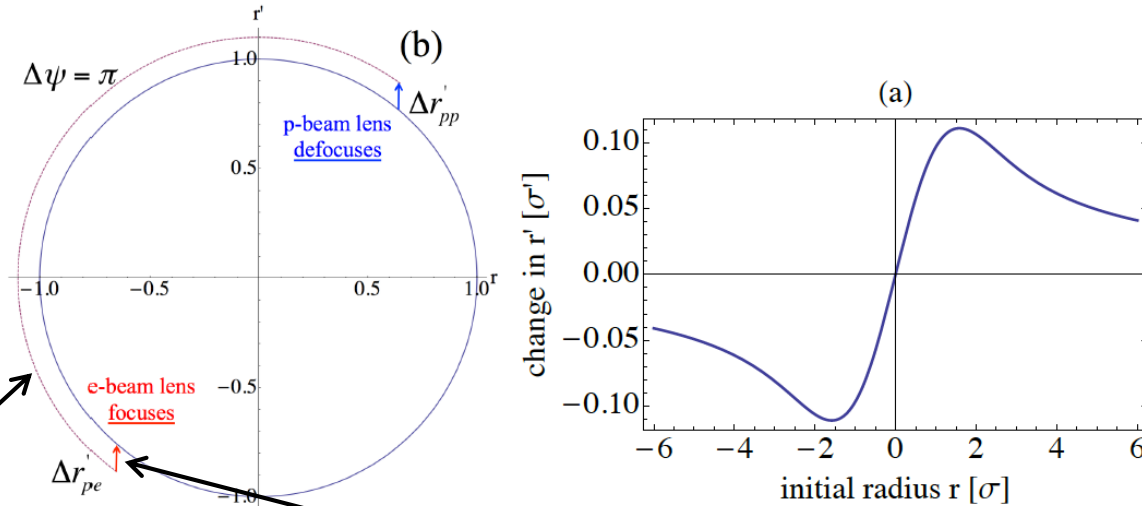 r'
(b)
1.0
Δψ = π
Δr'pp
p-beam lens
defocuses
0.5
−1.0
−0.5
0.5
1.0
r
−0.5
e-beam lens
focuses
Δr'pe
−1.0
(a)
change in r' [σ']
0.10
0.05
0.00
−0.05
−0.10
−6
−4
−2
0
2
4
6
initial radius r [σ]